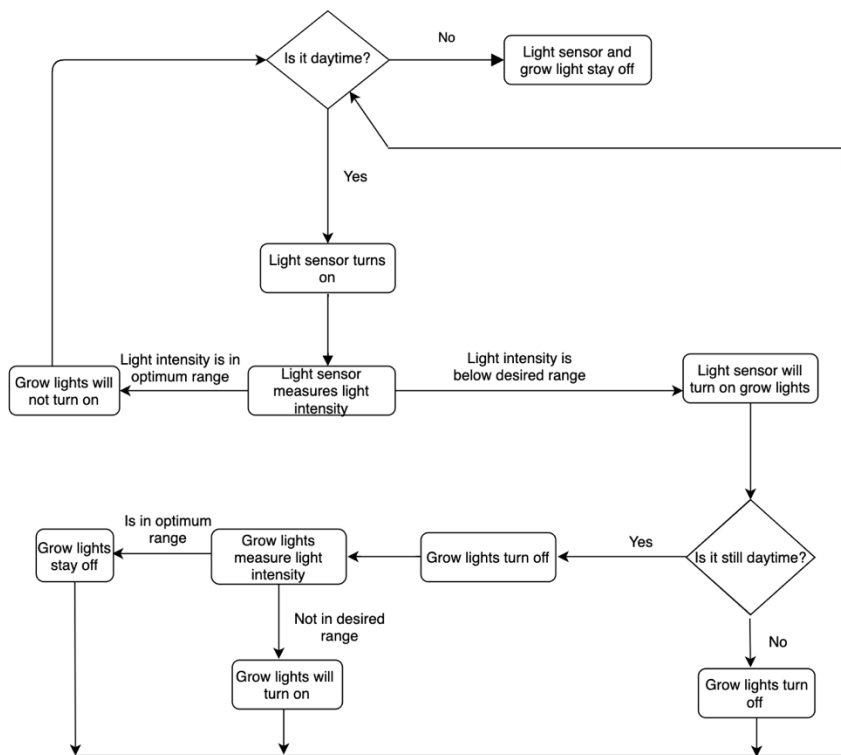 Is it daytime?
No
Light sensor and
grow light stay off
Yes
Light sensor turns
on
Light intensity is in
optimum range
Light intensity is
below desired range
Grow lights will
not turn on
Light sensor
measures light
intensity
Light sensor will
turn on grow lights
Is in optimum
range
Grow lights
stay off
Grow lights
measure light
intensity
Grow lights turn off
Yes
Is it still daytime?
Not in desired
range
No
Grow lights will
turn on
Grow lights turn
off